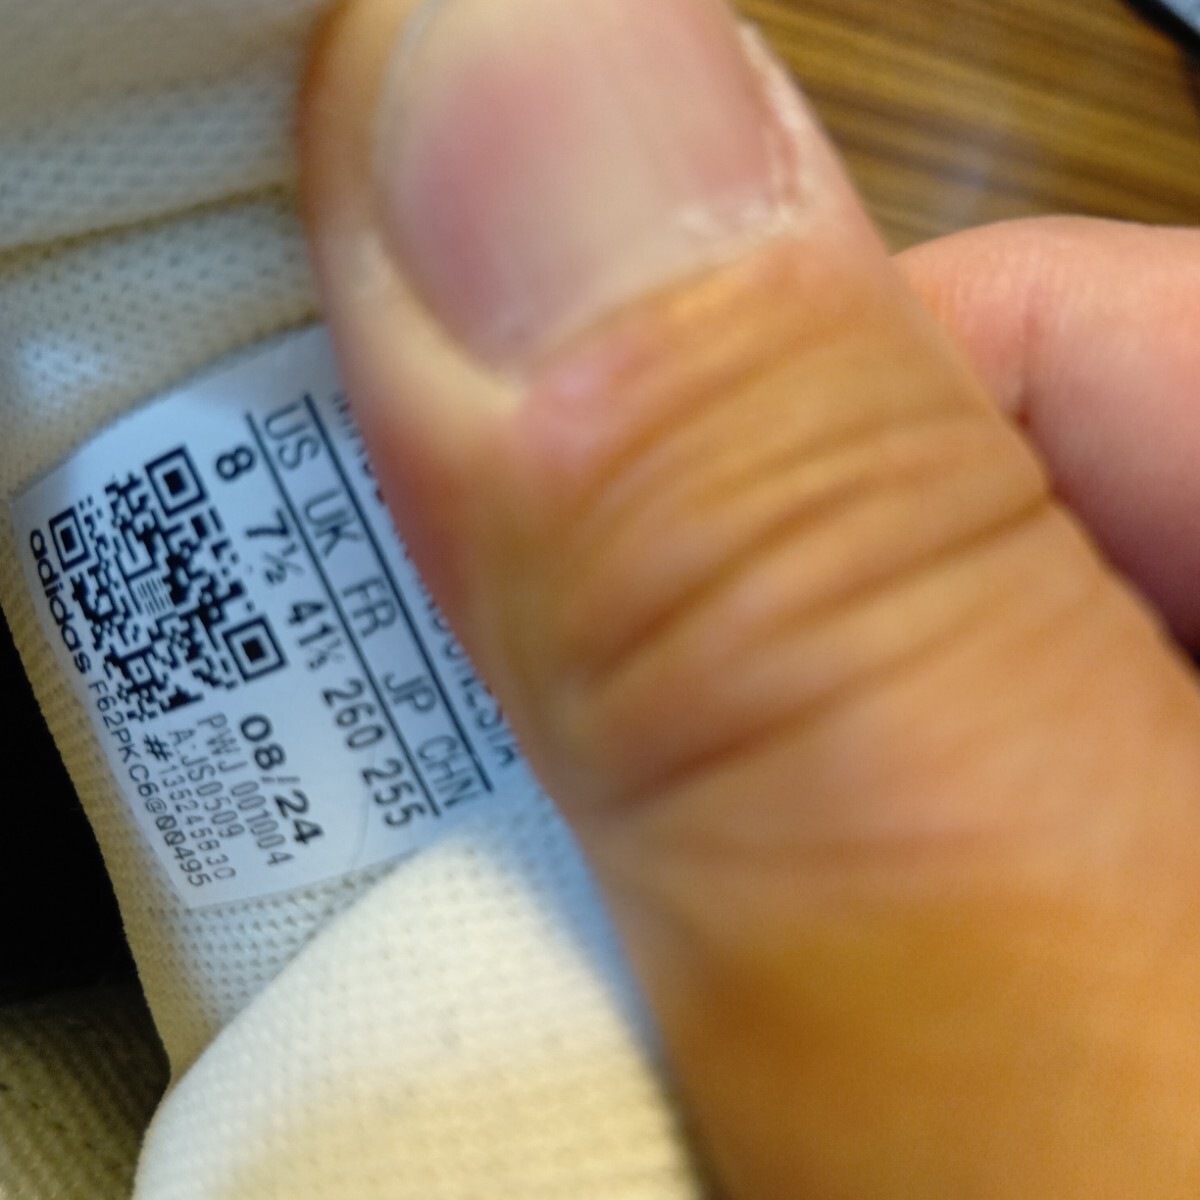 US UK FR JP CHN
8 7½ 41⅓ 260 255
08/24
PWJ 001004
A:JS0509
#135245830
adidas F62PKC6@00495